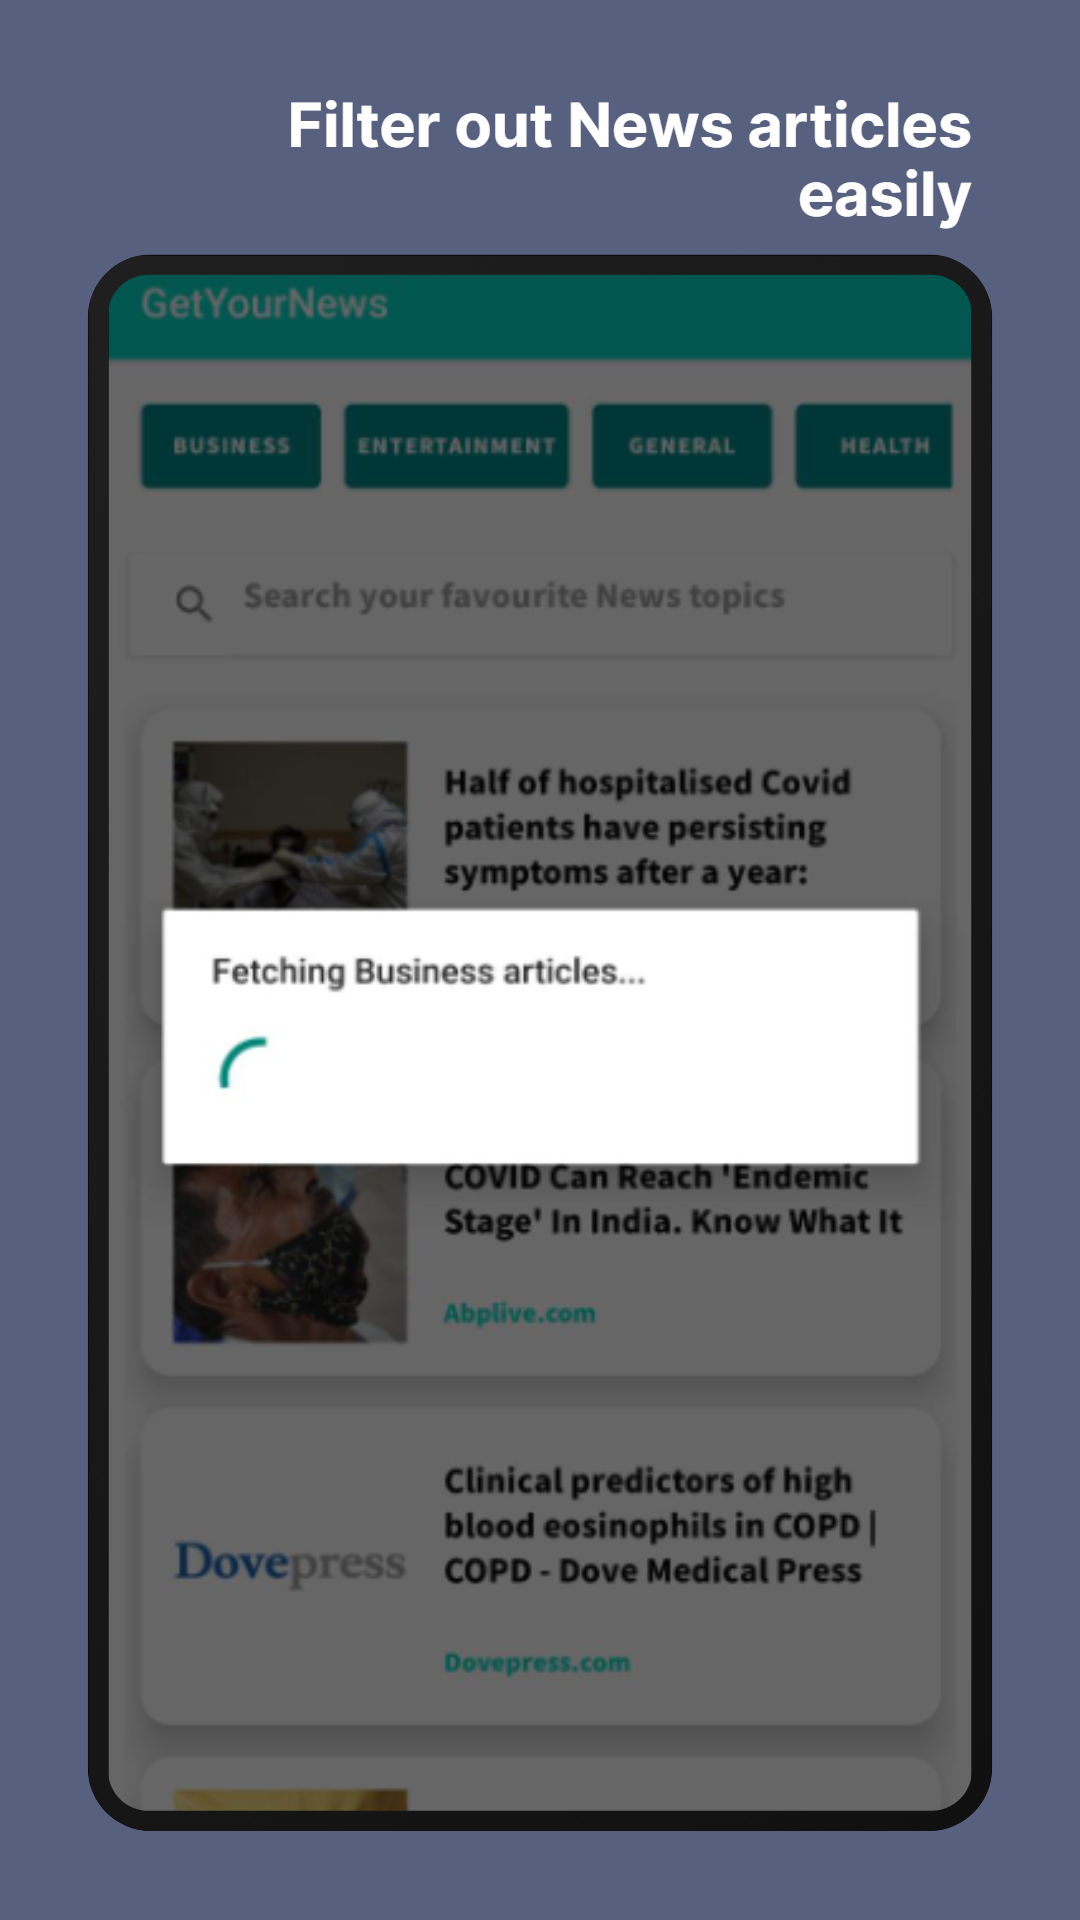 Filter out News articles
easily
GetYourNews
BUSINESS
ENTERTAINMENT
GENERAL
HEALTH
Search your favourite News topics
Half of hospitalised Covid
patients have persisting
symptoms after a year:
Fetching Business articles...
COVID Can Reach 'Endemic
Stage' In India. Know What It
Abplive.com
Dovepress
Clinical predictors of high
blood eosinophils in COPD |
COPD - Dove Medical Press
Dovepress.com